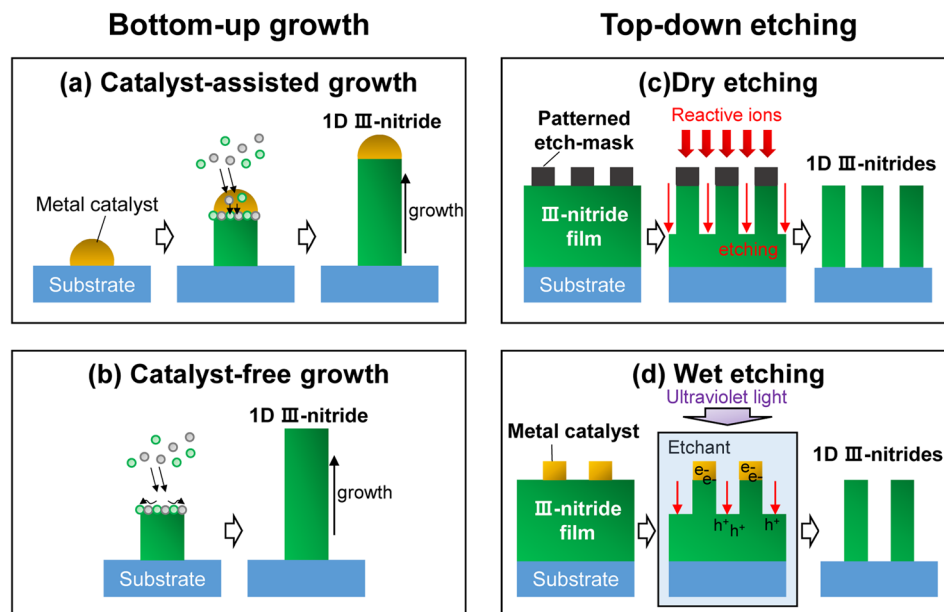 Bottom-up growth
Top-down etching
(a) Catalyst-assisted growth
1D Ⅲ-nitride
Metal catalyst
growth
Substrate
(b) Catalyst-free growth
1D Ⅲ-nitride
growth
Substrate
(c)Dry etching
Reactive ions
Patterned
etch-mask
1D Ⅲ-nitrides
Ⅲ-nitride
film
etching
Substrate
(d) Wet etching
Ultraviolet light
Metal catalyst
Etchant
1D Ⅲ-nitrides
e-
e-
e-
e-
Ⅲ-nitride
film
h⁺
h⁺
h⁺
Substrate